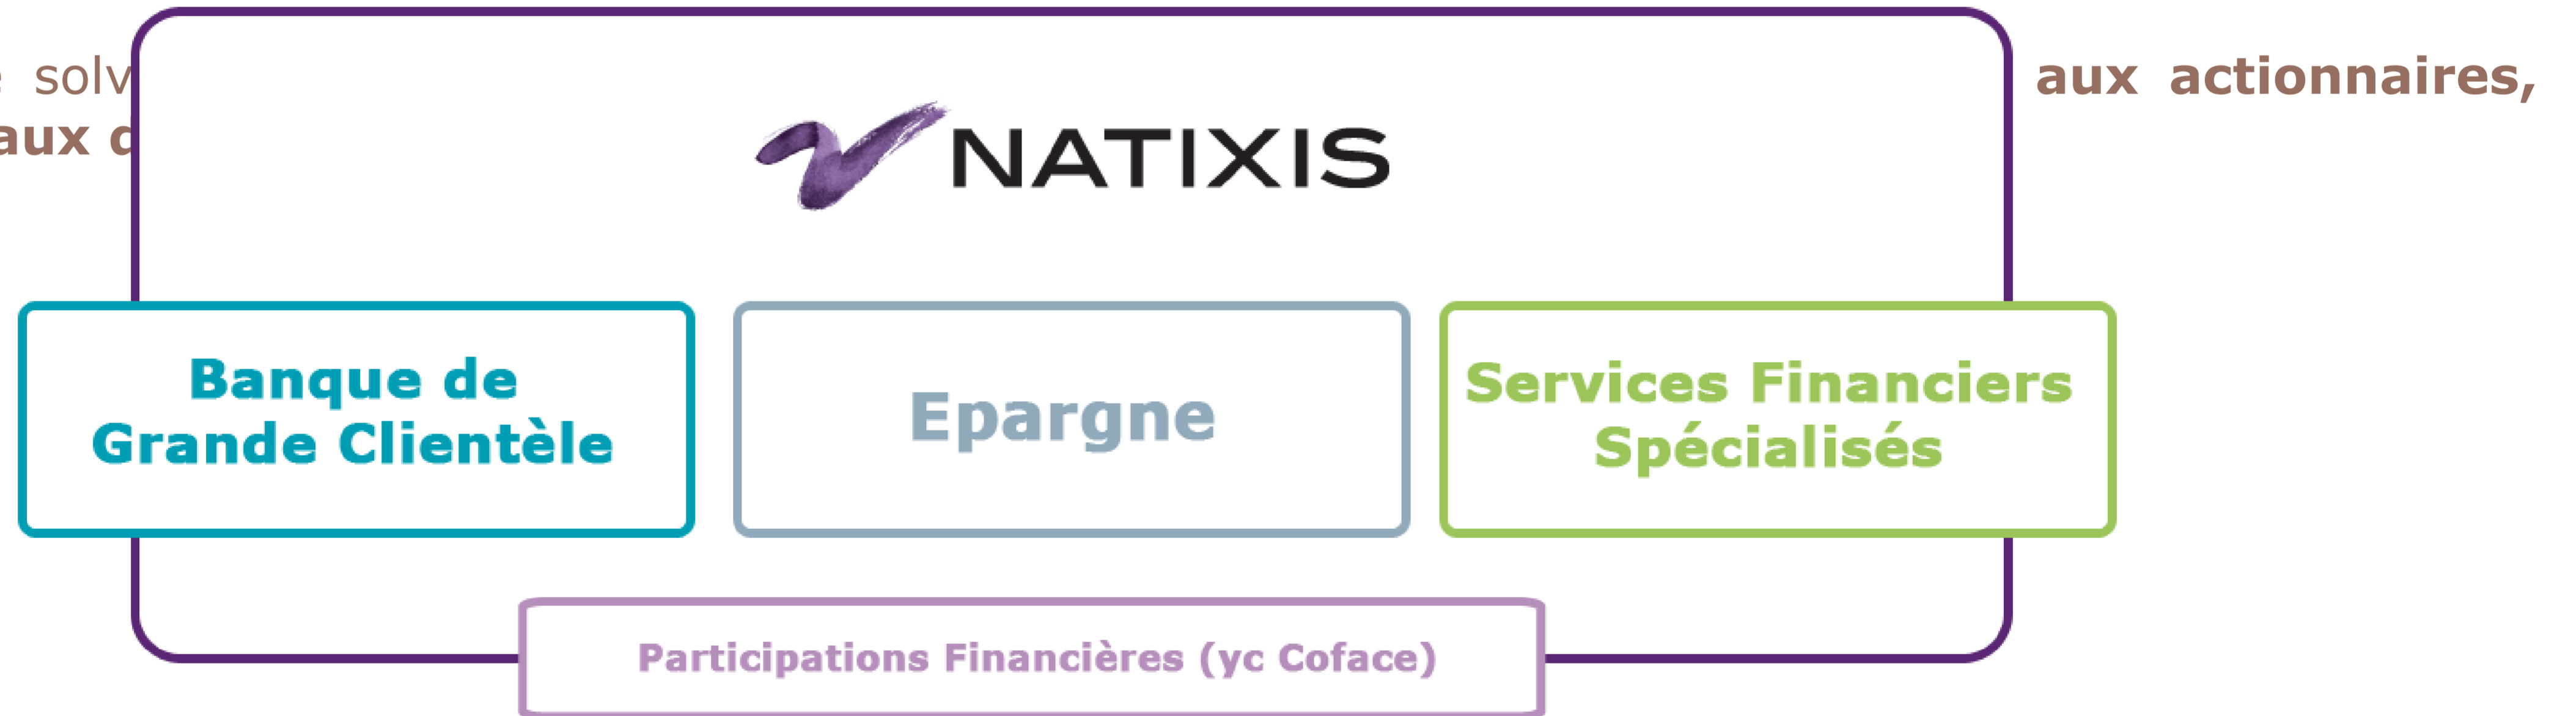 solv
aux actionnaires,
aux
NATIXIS
Banque de
Grande Clientèle
Epargne
Services Financiers
Spécialisés
Participations Financières (yc Coface)